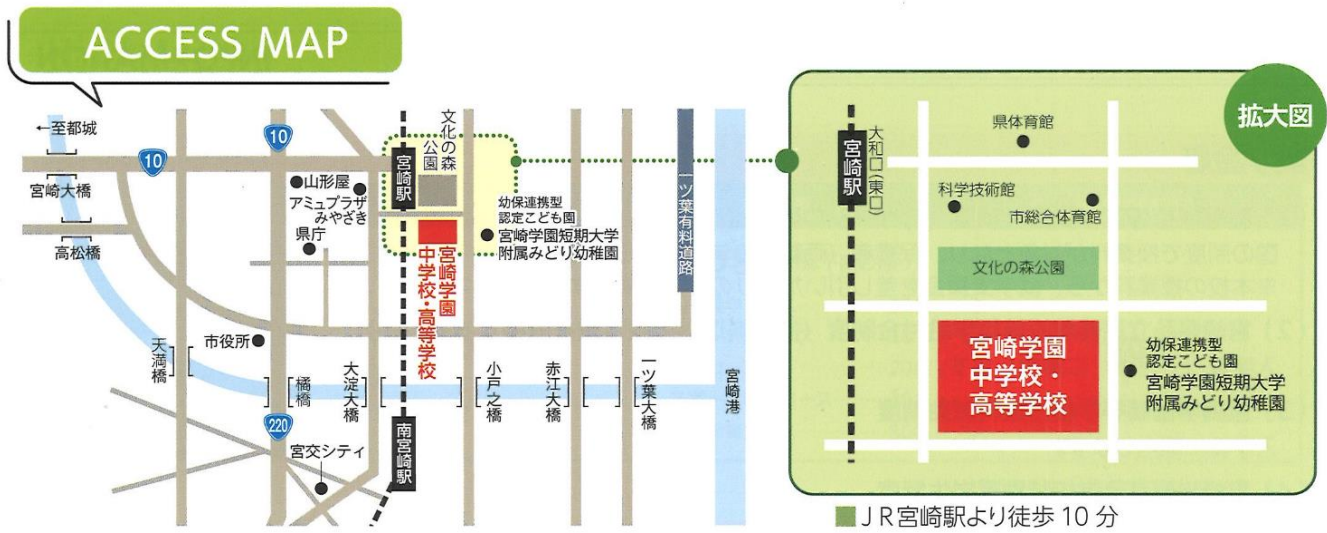 ACCESS MAP
←至都城
10
10
宮崎大橋
高松橋
山形屋
アミュプラザ
みやざき
県庁
宮崎駅
文化の森
公園
幼保連携型
認定こども園
宮崎学園短期大学
附属みどり幼稚園
宮崎学園
中学校・高等学校
一ツ葉有料道路
市役所
天満橋
橘橋
大淀大橋
小戸之橋
赤江大橋
一ツ葉大橋
宮崎港
220
宮交シティ
南宮崎駅
拡大図
宮崎駅
大和口(東口)
県体育館
科学技術館
市総合体育館
文化の森公園
宮崎学園
中学校・
高等学校
幼保連携型
認定こども園
宮崎学園短期大学
附属みどり幼稚園
JR宮崎駅より徒歩10分